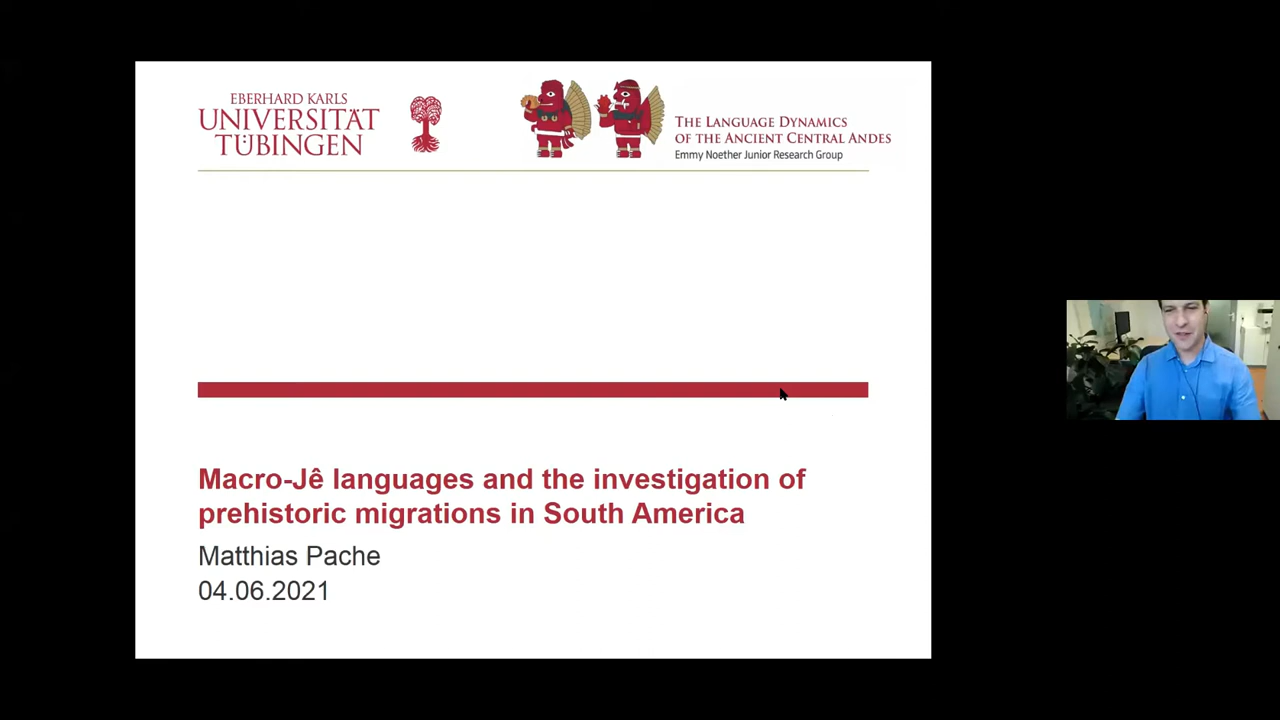 EBERHARD KARLS
UNIVERSITÄT
TÜBINGEN
THE LANGUAGE DYNAMICS
OF THE ANCIENT CENTRAL ANDES
Emmy Noether Junior Research Group
Macro-Jê languages and the investigation of
prehistoric migrations in South America
Matthias Pache
04.06.2021